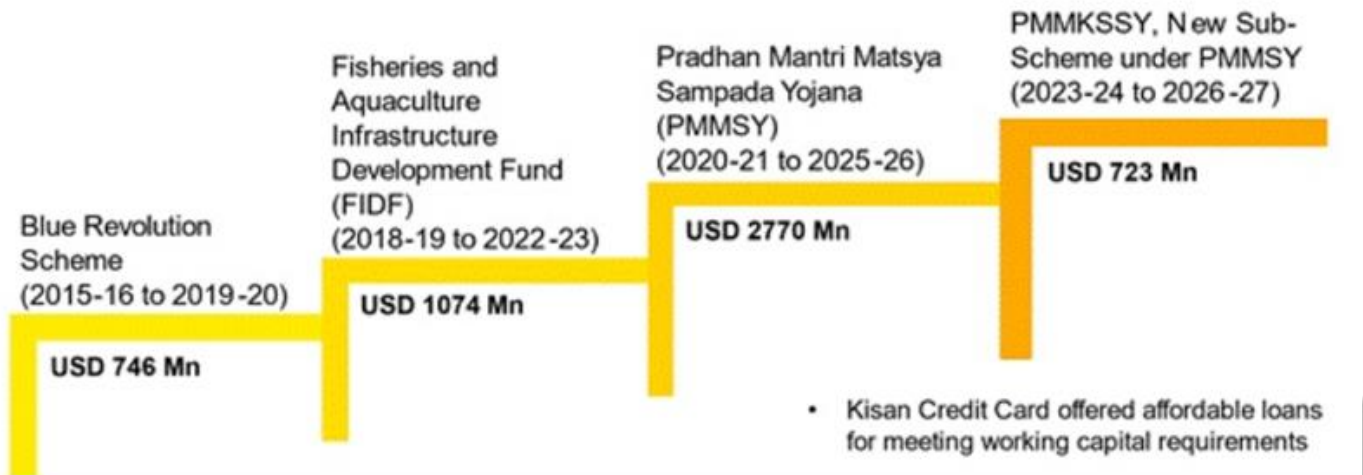 Blue Revolution
Scheme
(2015-16 to 2019-20)
USD 746 Mn
Fisheries and
Aquaculture
Infrastructure
Development Fund
(FIDF)
(2018-19 to 2022-23)
USD 1074 Mn
Pradhan Mantri Matsya
Sampada Yojana
(PMMSY)
(2020-21 to 2025-26)
USD 2770 Mn
PMMKSSY, New Sub-
Scheme under PMMSY
(2023-24 to 2026-27)
USD 723 Mn
• Kisan Credit Card offered affordable loans
for meeting working capital requirements